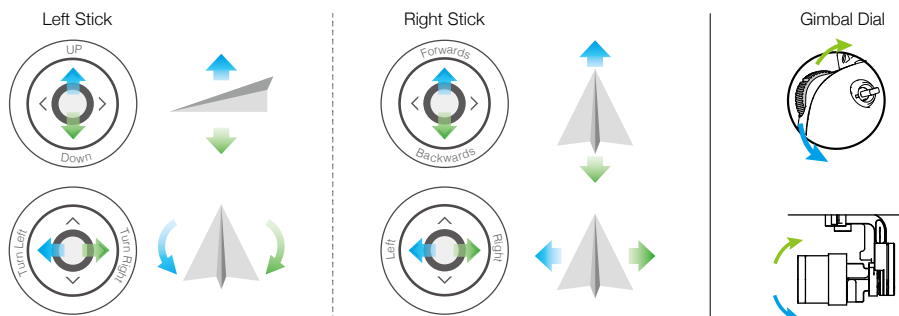 Left Stick
Right Stick
Gimbal Dial
UP
Down
Forwards
Backwards
Turn Left
Turn Right
Left
Right